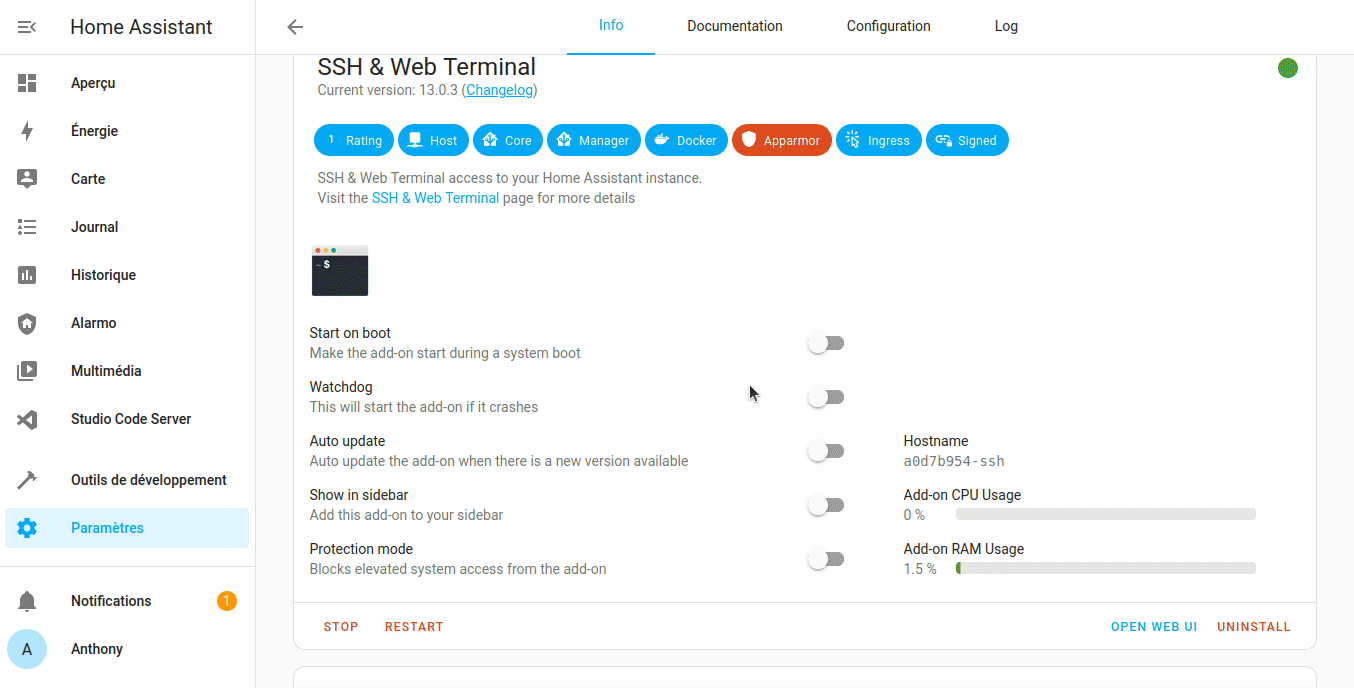 Home Assistant
Info
Documentation
Configuration
Log
Aperçu
Énergie
Carte
Journal
Historique
Alarmo
Multimédia
Studio Code Server
Outils de développement
Paramètres
Notifications
1
A
Anthony
SSH & Web Terminal
Current version: 13.0.3 (Changelog)
1 Rating
Host
Core
Manager
Docker
Apparmor
Ingress
Signed
SSH & Web Terminal access to your Home Assistant instance.
Visit the SSH & Web Terminal page for more details
~ $
Start on boot
Make the add-on start during a system boot
Watchdog
This will start the add-on if it crashes
Auto update
Auto update the add-on when there is a new version available
Show in sidebar
Add this add-on to your sidebar
Protection mode
Blocks elevated system access from the add-on
Hostname
a0d7b954-ssh
Add-on CPU Usage
0 %
Add-on RAM Usage
1.5 %
STOP
RESTART
OPEN WEB UI
UNINSTALL